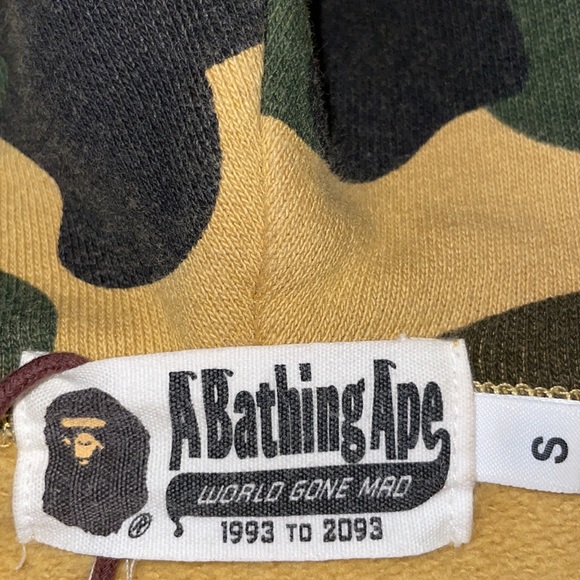 A Bathing Ape
WORLD GONE MAD
1993 TO 2093
®
S